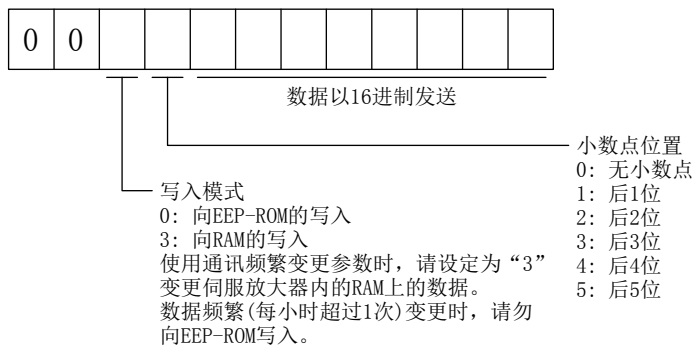 0 0
数据以16进制发送
小数点位置
0: 无小数点
1: 后1位
2: 后2位
3: 后3位
4: 后4位
5: 后5位
写入模式
0: 向EEP-ROM的写入
3: 向RAM的写入
使用通讯频繁变更参数时，请设定为“3”
变更伺服放大器内的RAM上的数据。
数据频繁(每小时超过1次)变更时，请勿
向EEP-ROM写入。